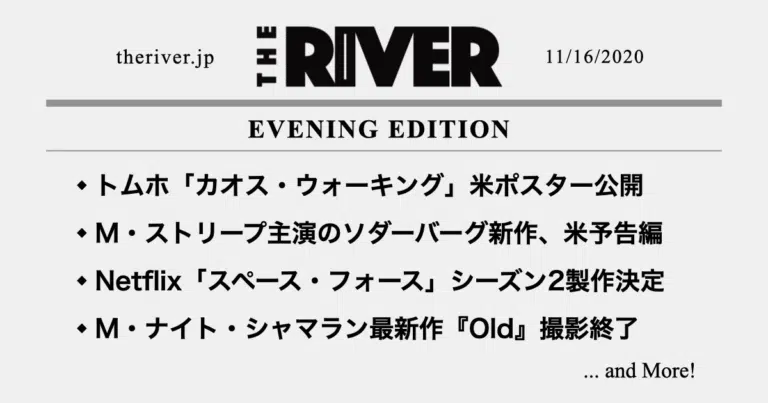 theriver.jp
THE RIVER
11/16/2020
EVENING EDITION
◆ トムホ「カオス・ウォーキング」米ポスター公開
◆ M・ストリープ主演のソダーバーグ新作、米予告編
◆ Netflix「スペース・フォース」シーズン2製作決定
◆ M・ナイト・シャマラン最新作『Old』撮影終了
... and More!